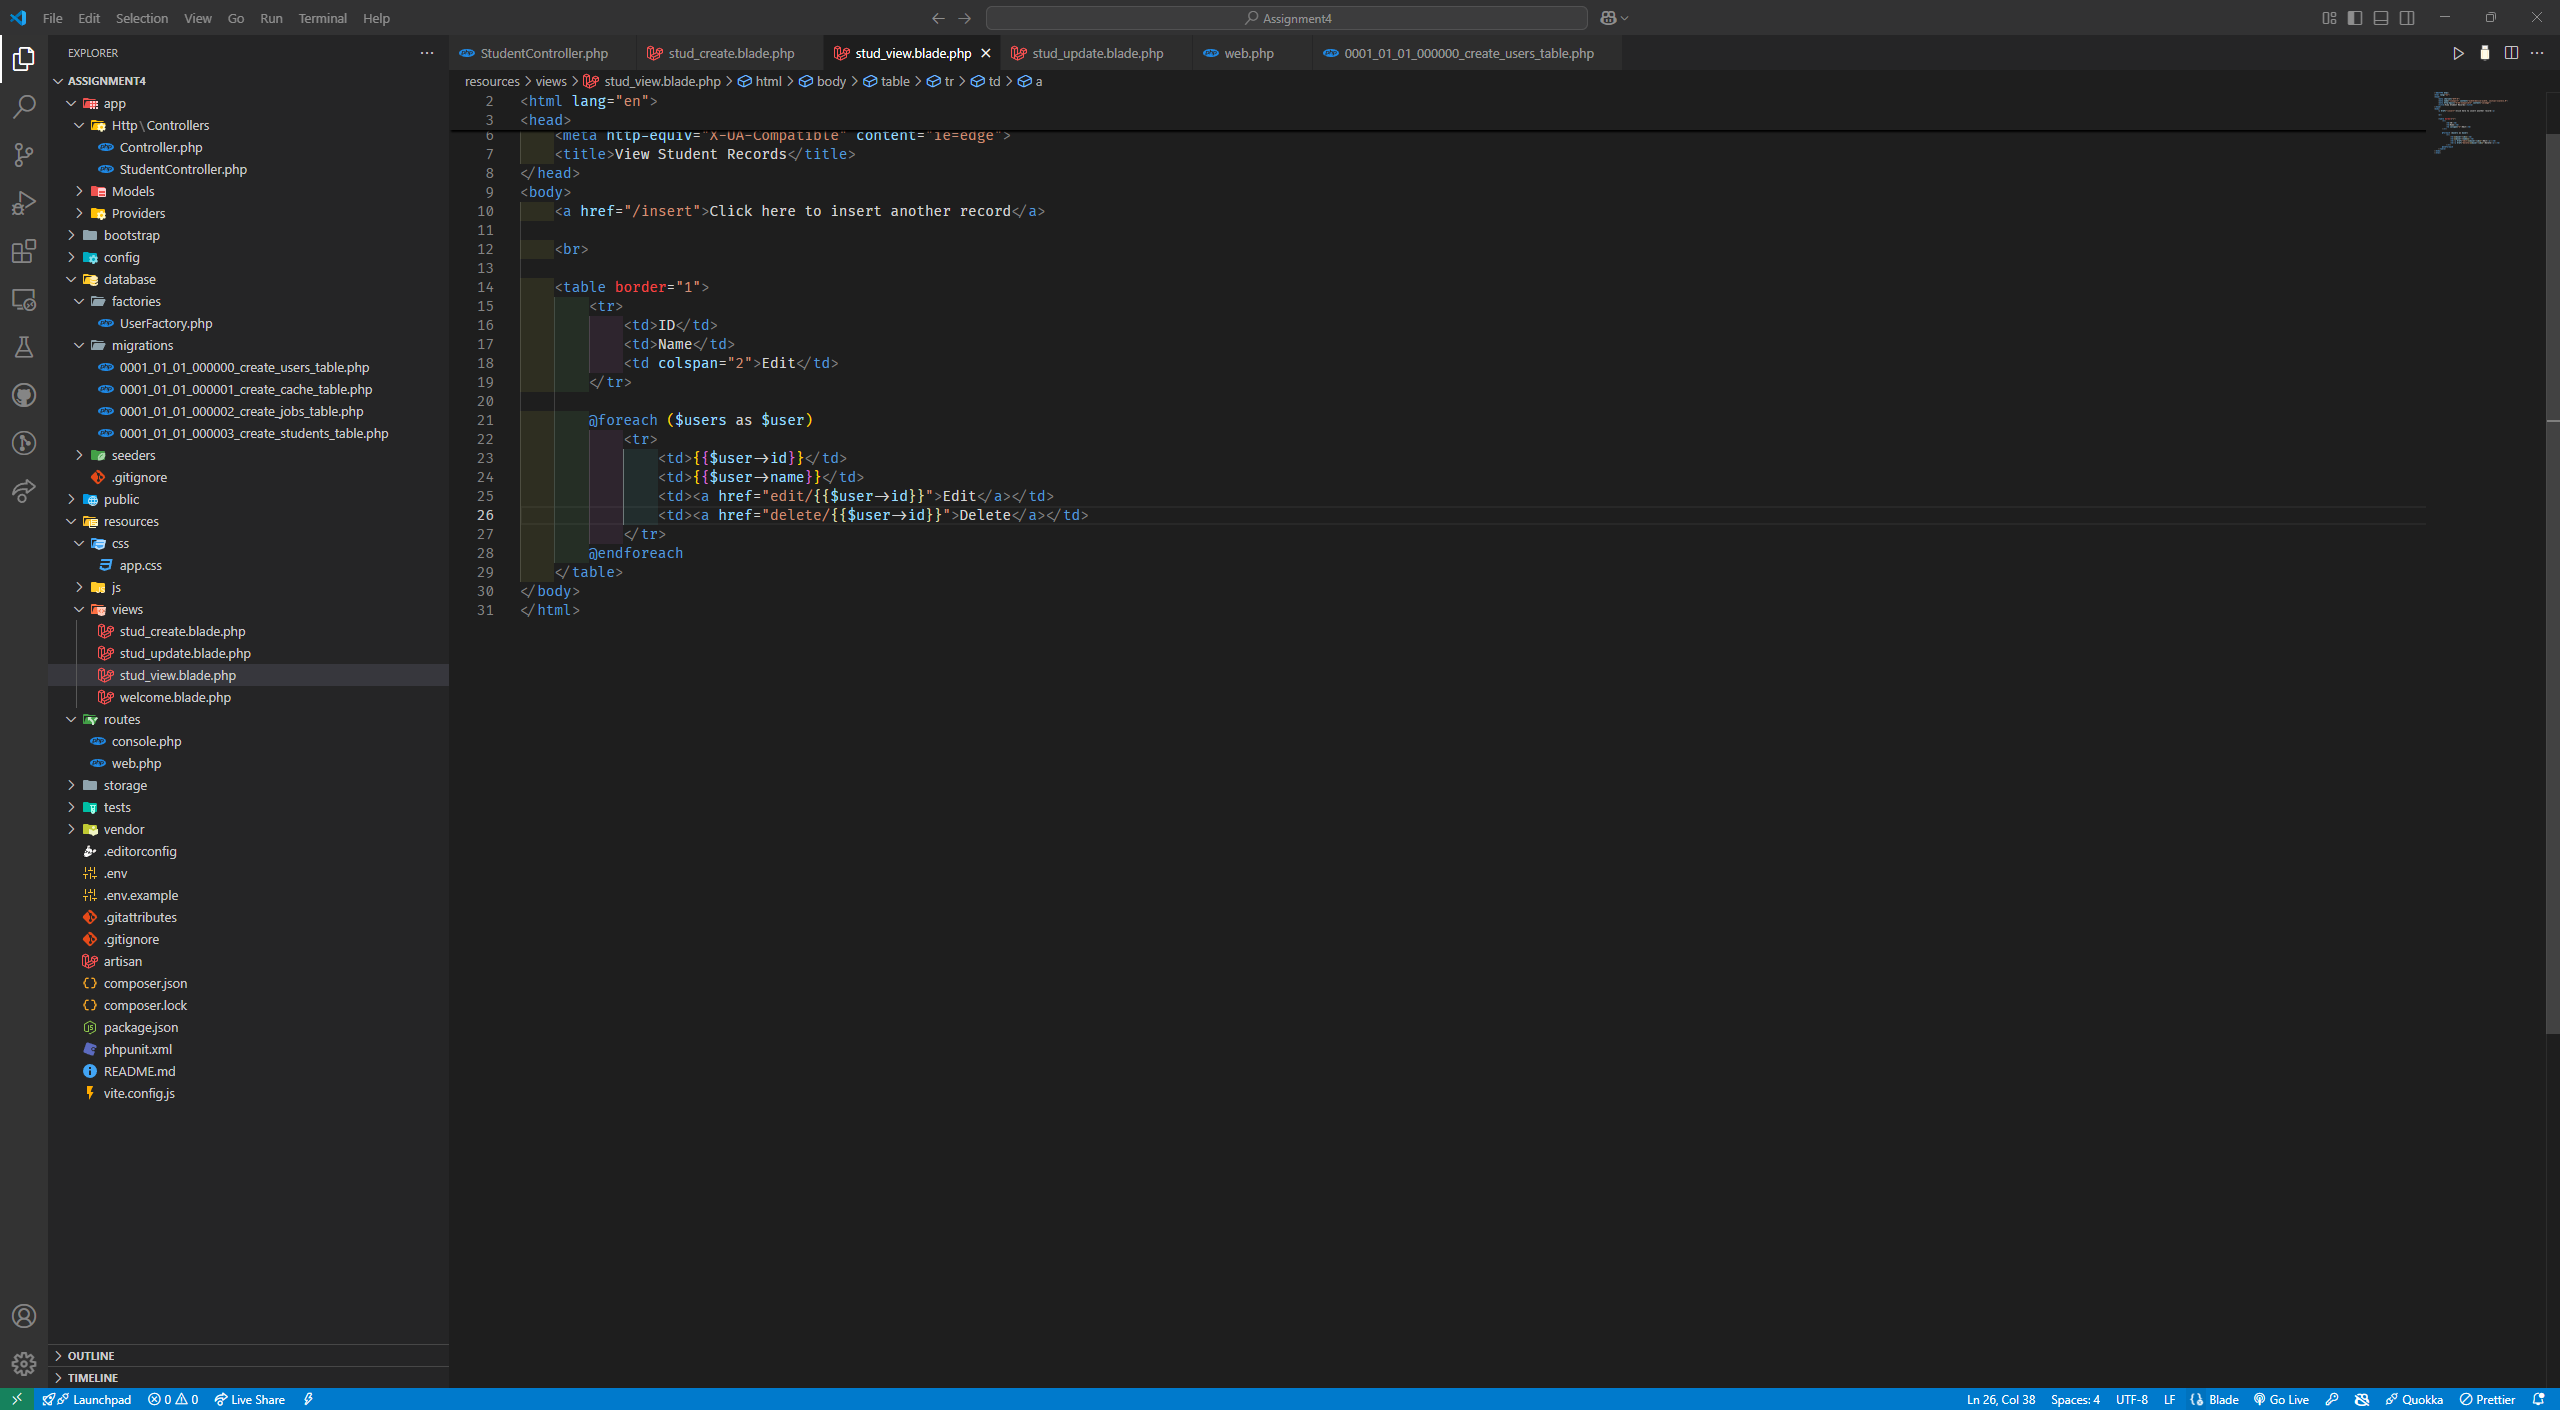 File Edit Selection View Go Run Terminal Help
Assignment4
EXPLORER
ASSIGNMENT4
app
Http\Controllers
Controller.php
StudentController.php
Models
Providers
bootstrap
config
database
factories
UserFactory.php
migrations
0001_01_01_000000_create_users_table.php
0001_01_01_000001_create_cache_table.php
0001_01_01_000002_create_jobs_table.php
0001_01_01_000003_create_students_table.php
seeders
.gitignore
public
resources
css
app.css
js
views
stud_create.blade.php
stud_update.blade.php
stud_view.blade.php
welcome.blade.php
routes
console.php
web.php
storage
tests
vendor
.editorconfig
.env
.env.example
.gitattributes
.gitignore
artisan
composer.json
composer.lock
package.json
phpunit.xml
README.md
vite.config.js
OUTLINE
TIMELINE
StudentController.php stud_create.blade.php stud_view.blade.php stud_update.blade.php web.php 0001_01_01_000000_create_users_table.php
resources > views > stud_view.blade.php > html > body > table > tr > td > a
2 <html lang="en">
3 <head>
6 <meta http-equiv="X-UA-Compatible" content="ie=edge">
7 <title>View Student Records</title>
8 </head>
9 <body>
10 <a href="/insert">Click here to insert another record</a>
11
12 <br>
13
14 <table border="1">
15 <tr>
16 <td>ID</td>
17 <td>Name</td>
18 <td colspan="2">Edit</td>
19 </tr>
20
21 @foreach ($users as $user)
22 <tr>
23 <td>{{$user->id}}</td>
24 <td>{{$user->name}}</td>
25 <td><a href="edit/{{$user->id}}">Edit</a></td>
26 <td><a href="delete/{{$user->id}}">Delete</a></td>
27 </tr>
28 @endforeach
29 </table>
30 </body>
31 </html>
Launchpad 0 0 Live Share Ln 26, Col 38 Spaces: 4 UTF-8 LF Blade Go Live Quokka Prettier